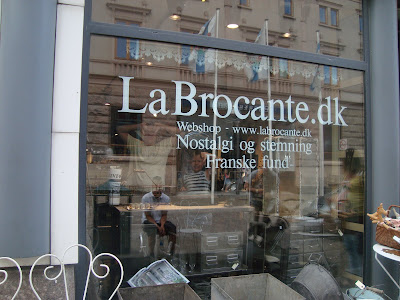 LaBrocante.dk
Webshop - www.labrocante.dk
Nostalgi og stemning
Franske fund